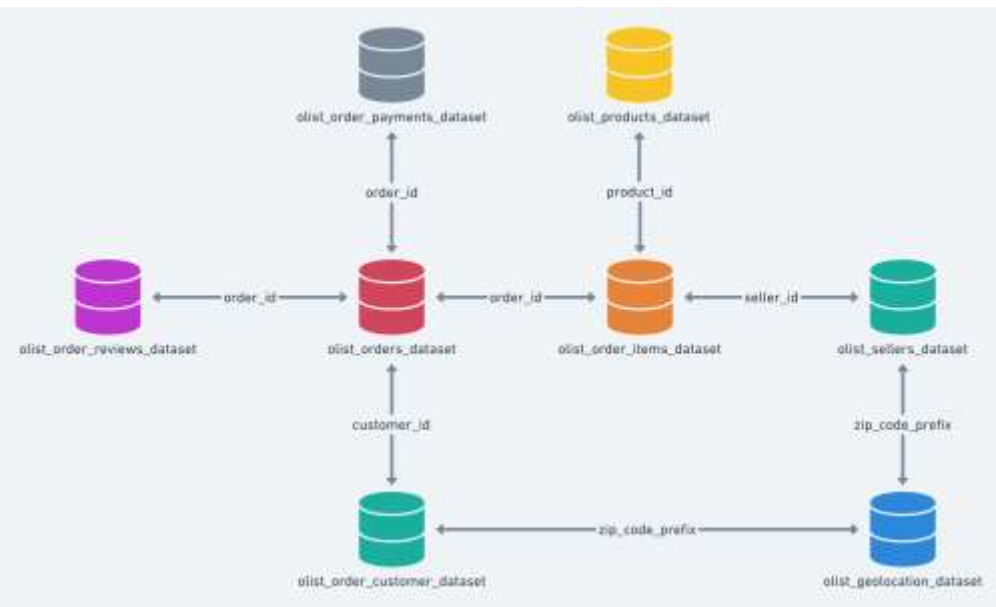 olist_order_payments_dataset
olist_products_dataset
order_id
product_id
order_id
order_id
seller_id
olist_order_reviews_dataset
olist_orders_dataset
olist_order_items_dataset
olist_sellers_dataset
customer_id
zip_code_prefix
zip_code_prefix
olist_order_customer_dataset
olist_geolocation_dataset